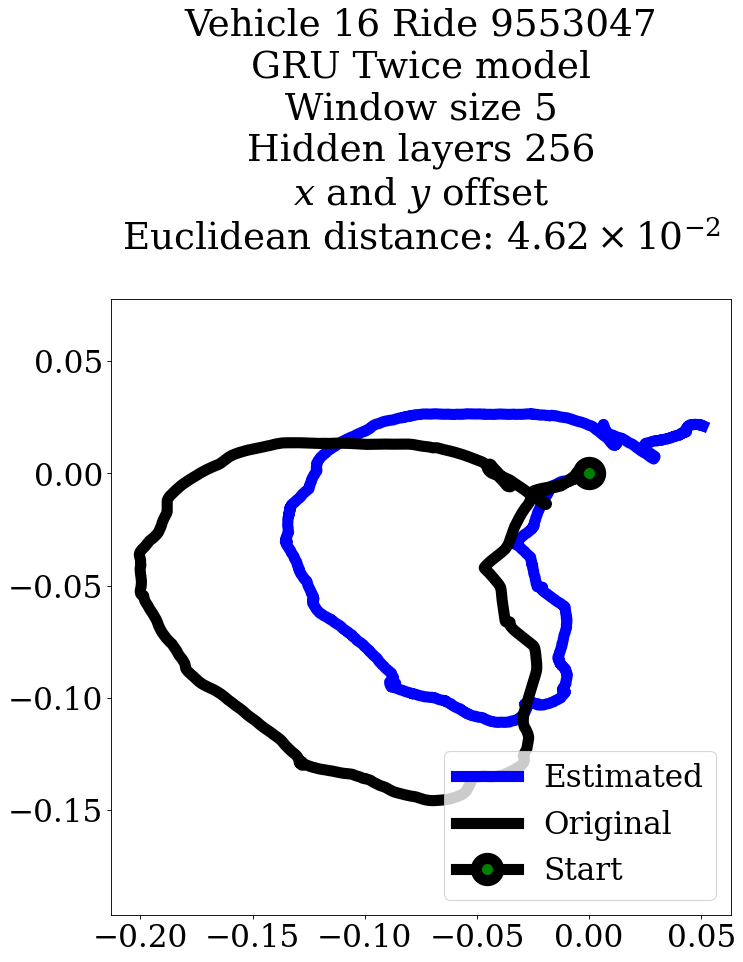 Vehicle 16 Ride 9553047
GRU Twice model
Window size 5
Hidden layers 256
x and y offset
Euclidean distance: 4.62 × 10⁻²
0.05
0.00
−0.05
−0.10
−0.15
Estimated
Original
Start
−0.20 −0.15 −0.10 −0.05 0.00 0.05